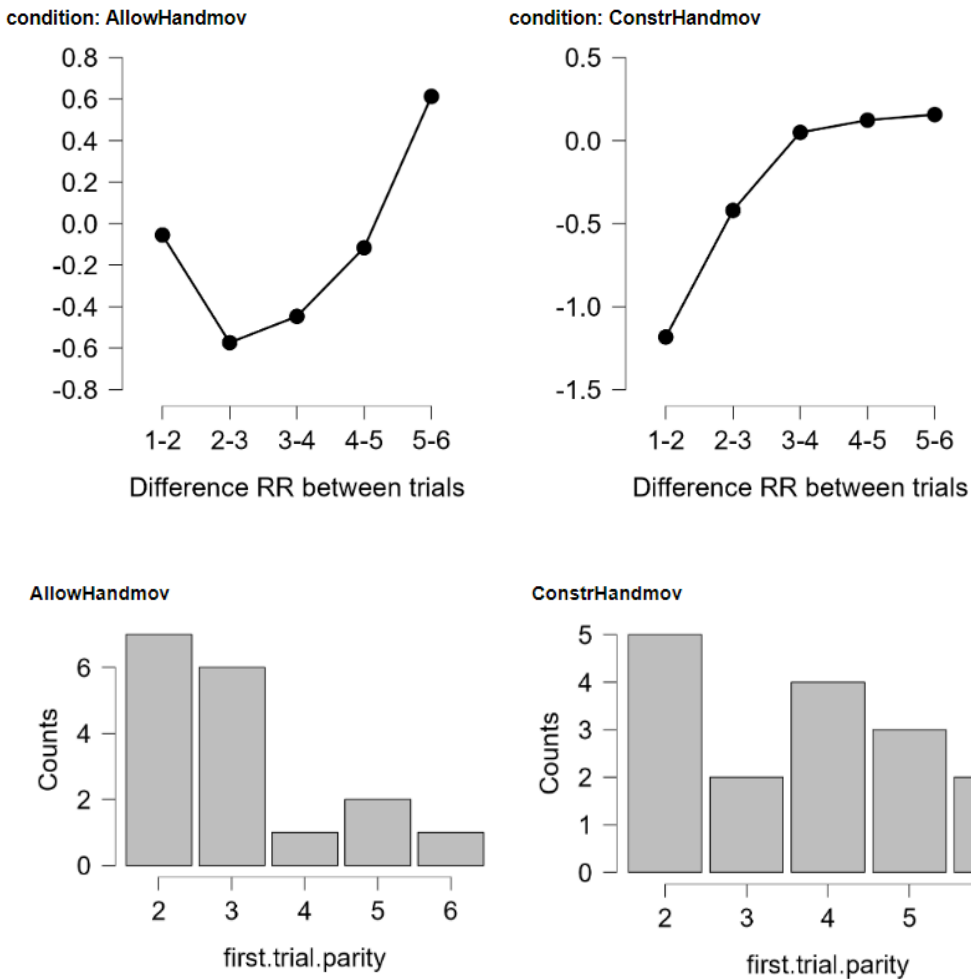 condition: AllowHandmov
0.8
0.6
0.4
0.2
0.0
-0.2
-0.4
-0.6
-0.8
1-2 2-3 3-4 4-5 5-6
Difference RR between trials
condition: ConstrHandmov
0.5
0.0
-0.5
-1.0
-1.5
1-2 2-3 3-4 4-5 5-6
Difference RR between trials
AllowHandmov
Counts
6
4
2
0
2 3 4 5 6
first.trial.parity
ConstrHandmov
Counts
5
4
3
2
1
0
2 3 4 5
first.trial.parity